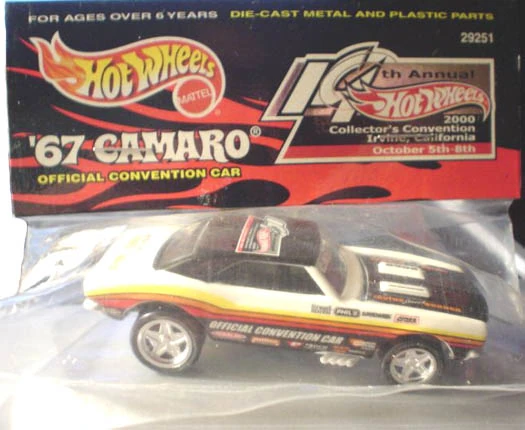 FOR AGES OVER 6 YEARS DIE-CAST METAL AND PLASTIC PARTS
29251
HOT WHEELS
MATTEL
10th Annual
HOT WHEELS
2000
Collector's Convention
Irvine, California
October 5th-8th
'67 CAMARO®
OFFICIAL CONVENTION CAR
OFFICIAL CONVENTION CAR